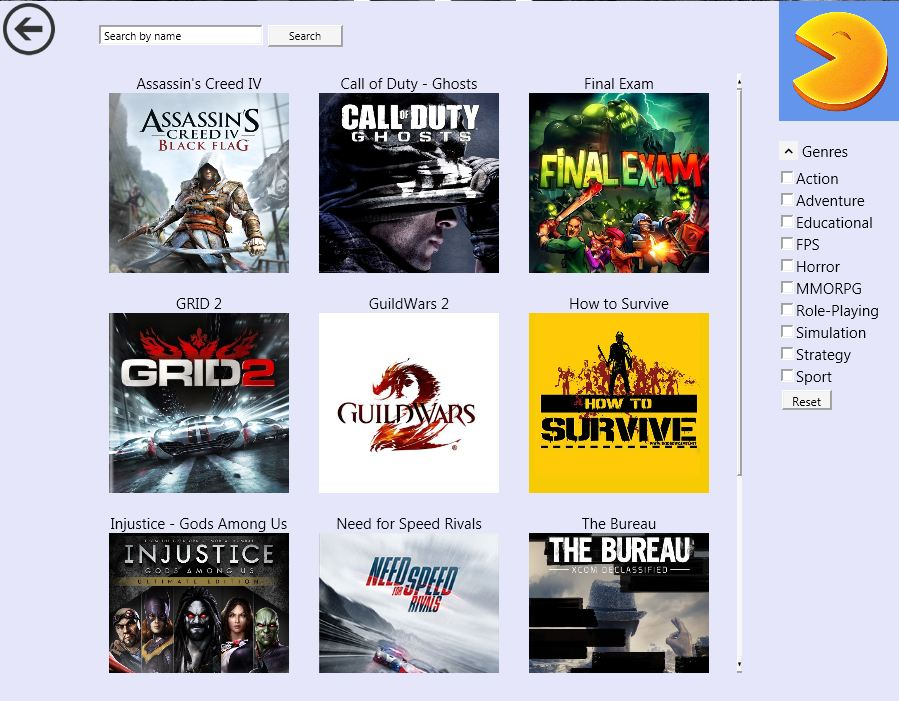 Search by name
Search
Assassin's Creed IV
Call of Duty - Ghosts
Final Exam
ASSASSIN'S
CREED IV
BLACK FLAG
CALL OF DUTY
GHOSTS
FINAL EXAM
GRID 2
GuildWars 2
How to Survive
GRID2
GUILDWARS
2
HOW TO
SURVIVE
Injustice - Gods Among Us
Need for Speed Rivals
The Bureau
INJUSTICE
GODS AMONG US
ULTIMATE EDITION
NEED
FOR SPEED
RIVALS
THE BUREAU
XCOM DECLASSIFIED
Genres
Action
Adventure
Educational
FPS
Horror
MMORPG
Role-Playing
Simulation
Strategy
Sport
Reset